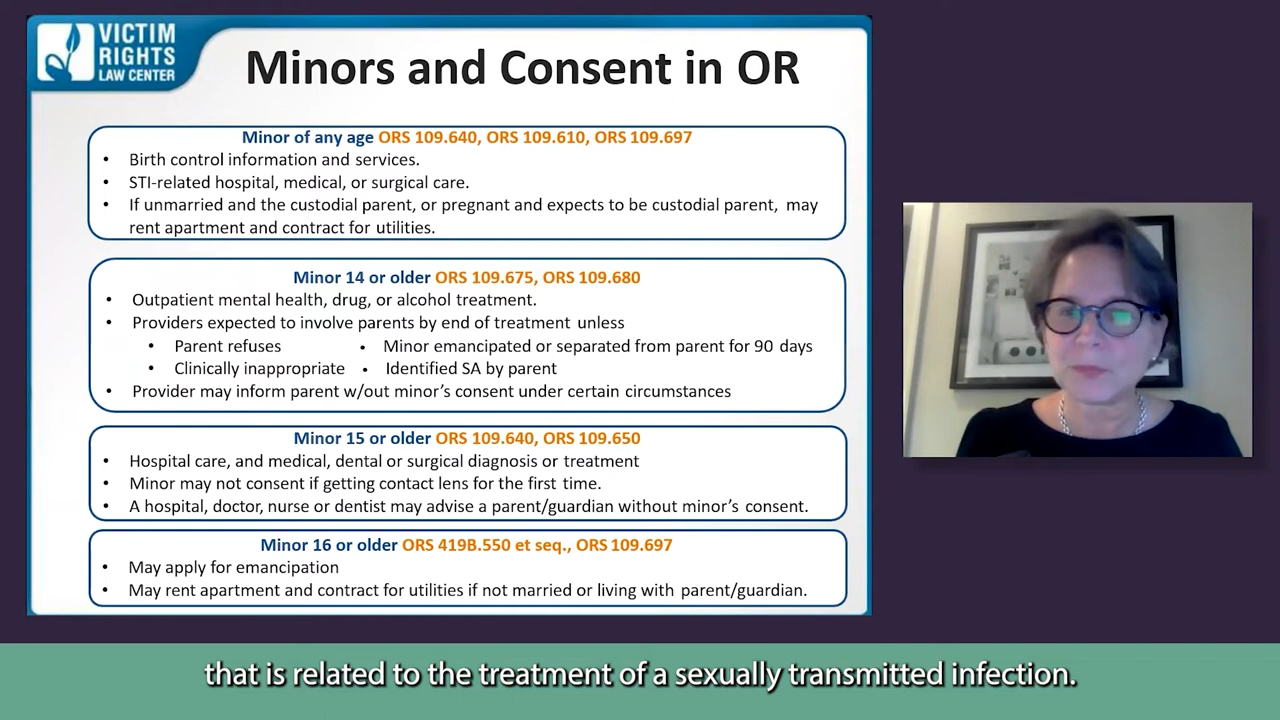 VICTIM
RIGHTS
LAW CENTER
Minors and Consent in OR
Minor of any age ORS 109.640, ORS 109.610, ORS 109.697
• Birth control information and services.
• STI-related hospital, medical, or surgical care.
• If unmarried and the custodial parent, or pregnant and expects to be custodial parent, may
rent apartment and contract for utilities.
Minor 14 or older ORS 109.675, ORS 109.680
• Outpatient mental health, drug, or alcohol treatment.
• Providers expected to involve parents by end of treatment unless
• Parent refuses • Minor emancipated or separated from parent for 90 days
• Clinically inappropriate • Identified SA by parent
• Provider may inform parent w/out minor's consent under certain circumstances
Minor 15 or older ORS 109.640, ORS 109.650
• Hospital care, and medical, dental or surgical diagnosis or treatment
• Minor may not consent if getting contact lens for the first time.
• A hospital, doctor, nurse or dentist may advise a parent/guardian without minor's consent.
Minor 16 or older ORS 419B.550 et seq., ORS 109.697
• May apply for emancipation
• May rent apartment and contract for utilities if not married or living with parent/guardian.
that is related to the treatment of a sexually transmitted infection.